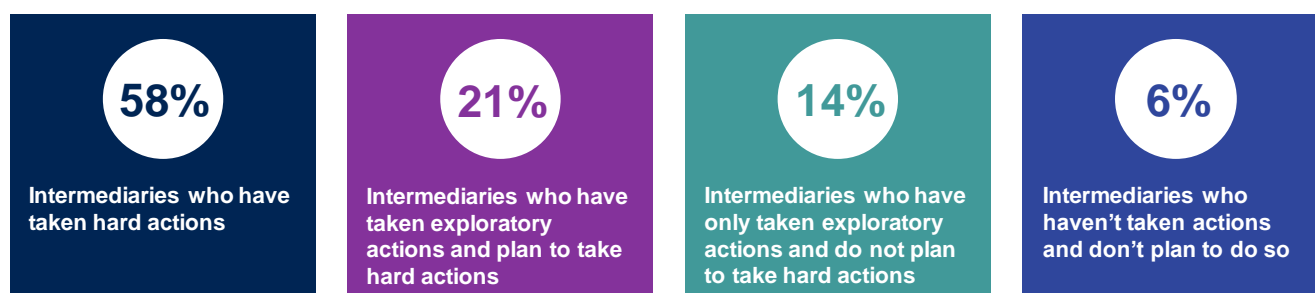 58%
Intermediaries who have
taken hard actions
21%
Intermediaries who have
taken exploratory
actions and plan to take
hard actions
14%
Intermediaries who have
only taken exploratory
actions and do not plan
to take hard actions
6%
Intermediaries who
haven't taken actions
and don't plan to do so